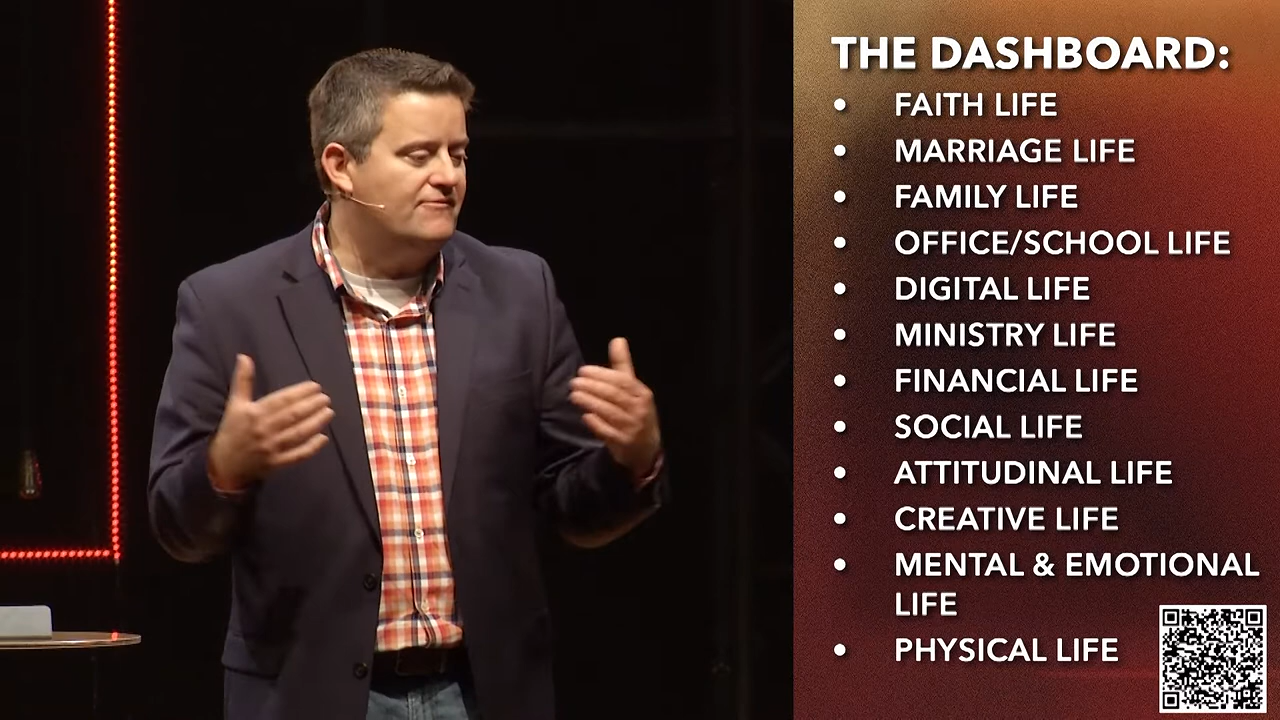 THE DASHBOARD:
• FAITH LIFE
• MARRIAGE LIFE
• FAMILY LIFE
• OFFICE/SCHOOL LIFE
• DIGITAL LIFE
• MINISTRY LIFE
• FINANCIAL LIFE
• SOCIAL LIFE
• ATTITUDINAL LIFE
• CREATIVE LIFE
• MENTAL & EMOTIONAL
LIFE
• PHYSICAL LIFE